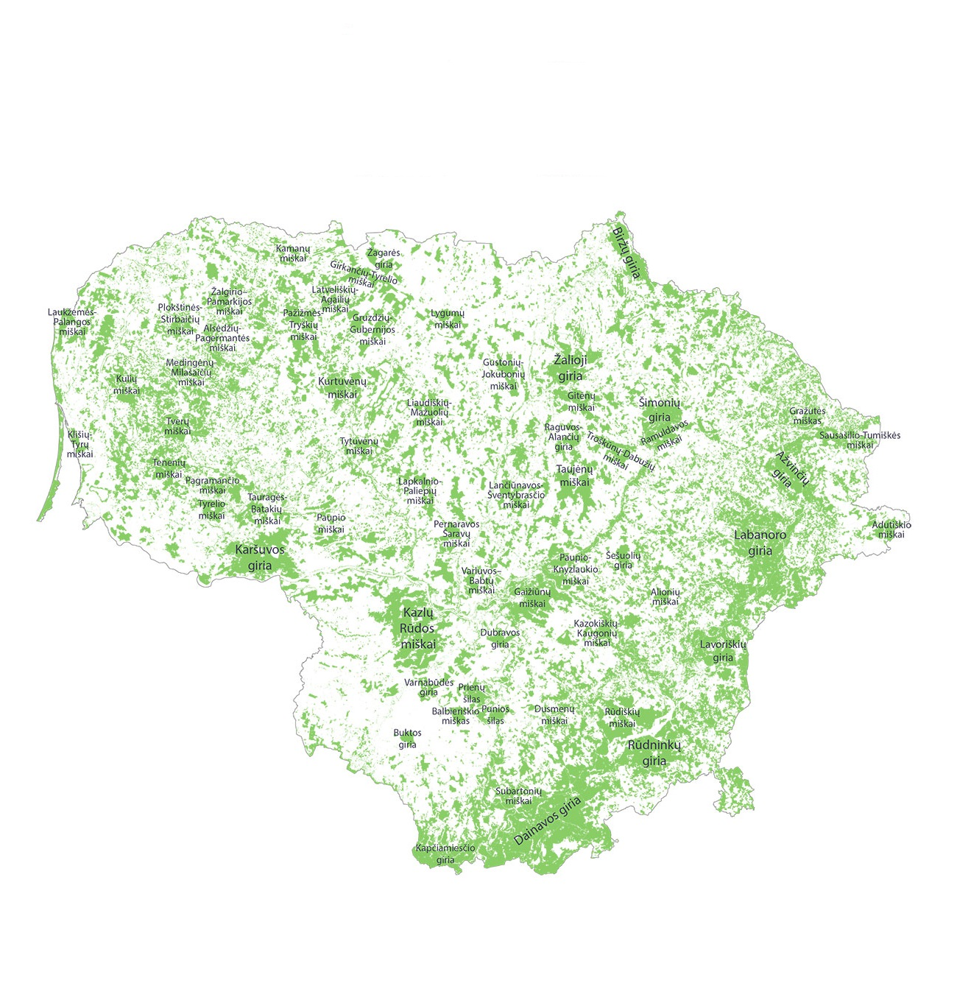 Biržų giria
Kamanų
miškai
Žagarės
giria
Girkančių-Tyrelio
miškai
Žalgirio–
Pamarkijos
miškai
Latveliškių-
Agailių
miškai
Plokštinės-
Stirbaičių
miškai
Laukžemės-
Palangos
miškai
Pažižmės-
Tryškių
miškai
Gruzdžių-
Gubernijos
miškai
Lygumų
miškai
Alsėdžių-
Pagermantės
miškai
Medingėnų-
Milašaičių
miškai
Gustonių-
Jokubonių
miškai
Žalioji
giria
Kulių
miškai
Kurtuvėnų
miškai
Gitėnų
miškai
Šimonių
giria
Liaudiškių-
Mažuolių
miškai
Gražutės
miškas
Tverų
miškai
Raguvos-
Alančių
giria
Ramuldavos
miškai
Sausašilio-Tumiškės
miškai
Klišių-
Tyrų
miškai
Tytuvėnų
miškai
Troškūnų-Dabužių
miškai
Ažvinčių
giria
Tenenių
miškai
Taujėnų
miškai
Pagramančio
miškai
Lapkalnio-
Paliepių
miškai
Lančiūnavos-
Šventybrasčio
miškai
Tyrelio
miškai
Tauragės-
Batakių
miškai
Paupio
miškai
Pernaravos
Šaravų
miškai
Labanoro
giria
Adutiškio
miškai
Karšuvos
giria
Paupio-
Knyzlaukio
miškai
Šešuolių
giria
Varluvos–
Babtų
miškai
Gaižiūnų
miškai
Alionių
miškai
Kazlų
Rūdos
miškai
Dubravos
giria
Kazokiškių-
Kaugonių
miškai
Lavoriškių
giria
Varnabūdės
giria
Prienų
šilas
Balbieriškio
miškas
Punios
šilas
Dusmenų
miškai
Rūdiškių
miškai
Buktos
giria
Rūdninkų
giria
Subartonių
miškai
Dainavos giria
Kapčiamiesčio
giria